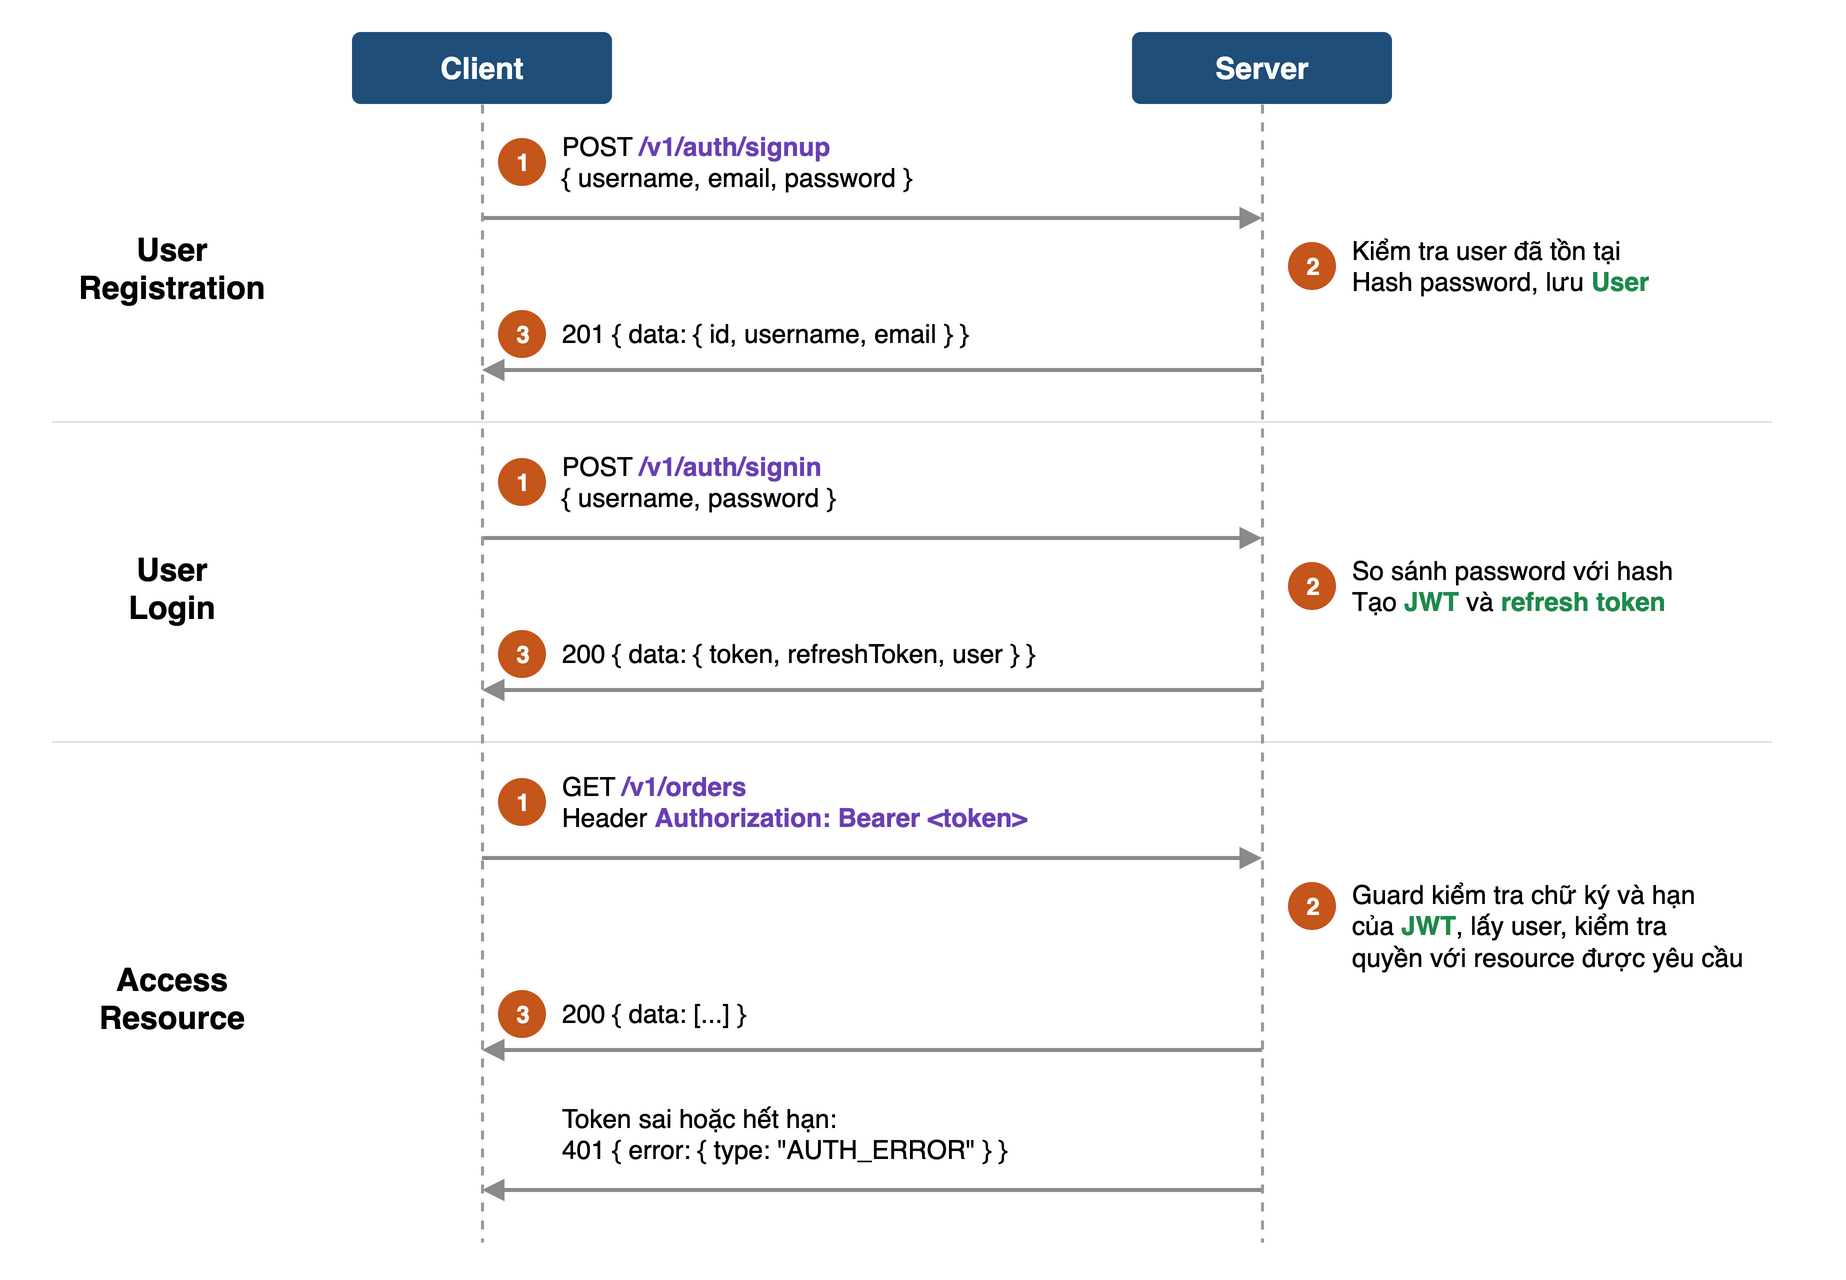 Client
Server
1
POST /v1/auth/signup
{ username, email, password }
User
Registration
2
Kiểm tra user đã tồn tại
Hash password, lưu User
3
201 { data: { id, username, email } }
1
POST /v1/auth/signin
{ username, password }
User
Login
2
So sánh password với hash
Tạo JWT và refresh token
3
200 { data: { token, refreshToken, user } }
1
GET /v1/orders
Header Authorization: Bearer <token>
2
Guard kiểm tra chữ ký và hạn
của JWT, lấy user, kiểm tra
quyền với resource được yêu cầu
Access
Resource
3
200 { data: [...] }
Token sai hoặc hết hạn:
401 { error: { type: "AUTH_ERROR" } }